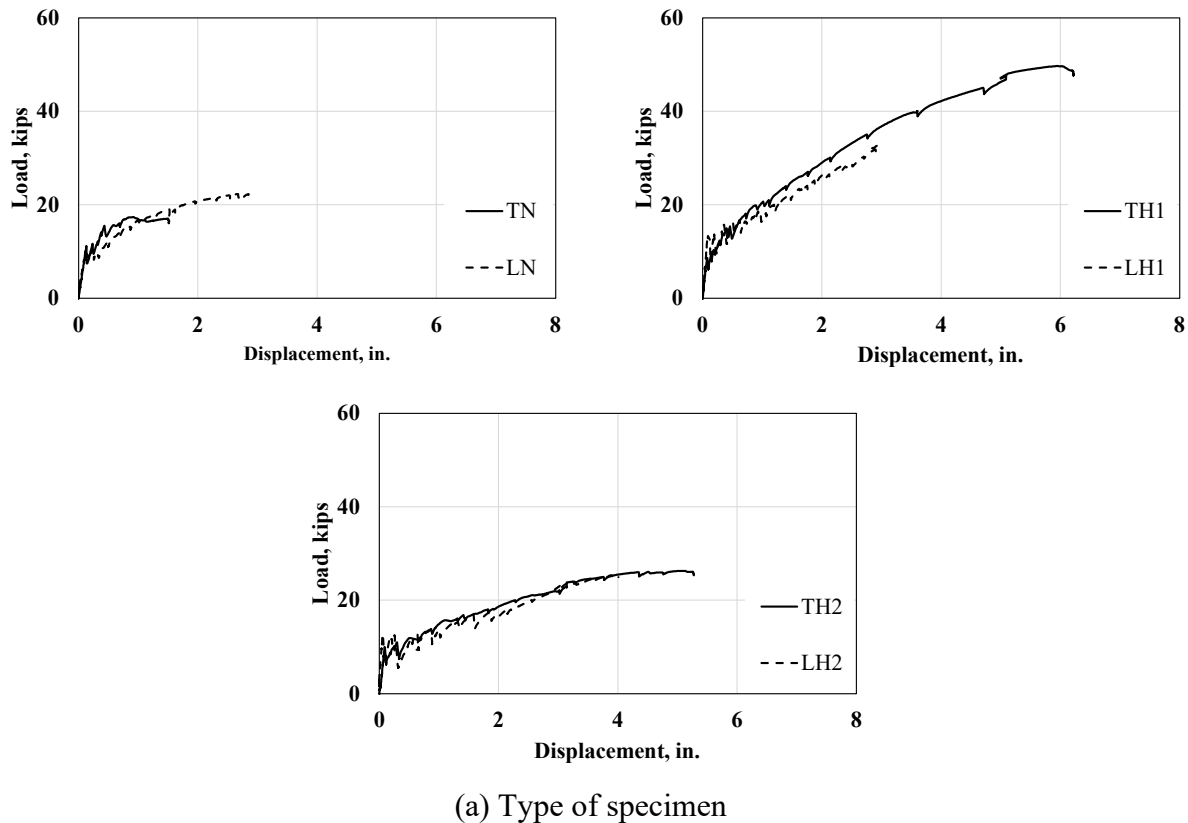 60
40
20
0
Load, kips
TN
LN
0 2 4 6 8
Displacement, in.
60
40
20
0
Load, kips
TH1
LH1
0 2 4 6 8
Displacement, in.
60
40
20
0
Load, kips
TH2
LH2
0 2 4 6 8
Displacement, in.
(a) Type of specimen